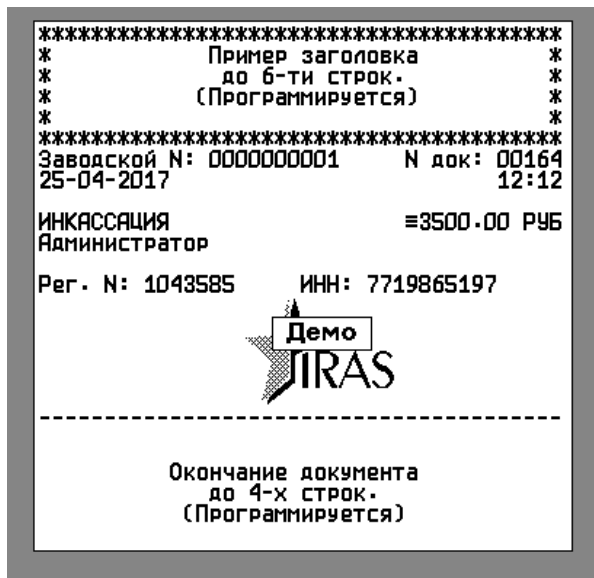 ****************************************
* Пример заголовка *
* до 6-ти строк. *
* (Программируется) *
* *
****************************************
Заводской N: 0000000001 N док: 00164
25-04-2017 12:12
ИНКАССАЦИЯ ≡3500.00 РУБ
Администратор
Рег. N: 1043585 ИНН: 7719865197
Демо
TIRAS
----------------------------------------
Окончание документа
до 4-х строк.
(Программируется)